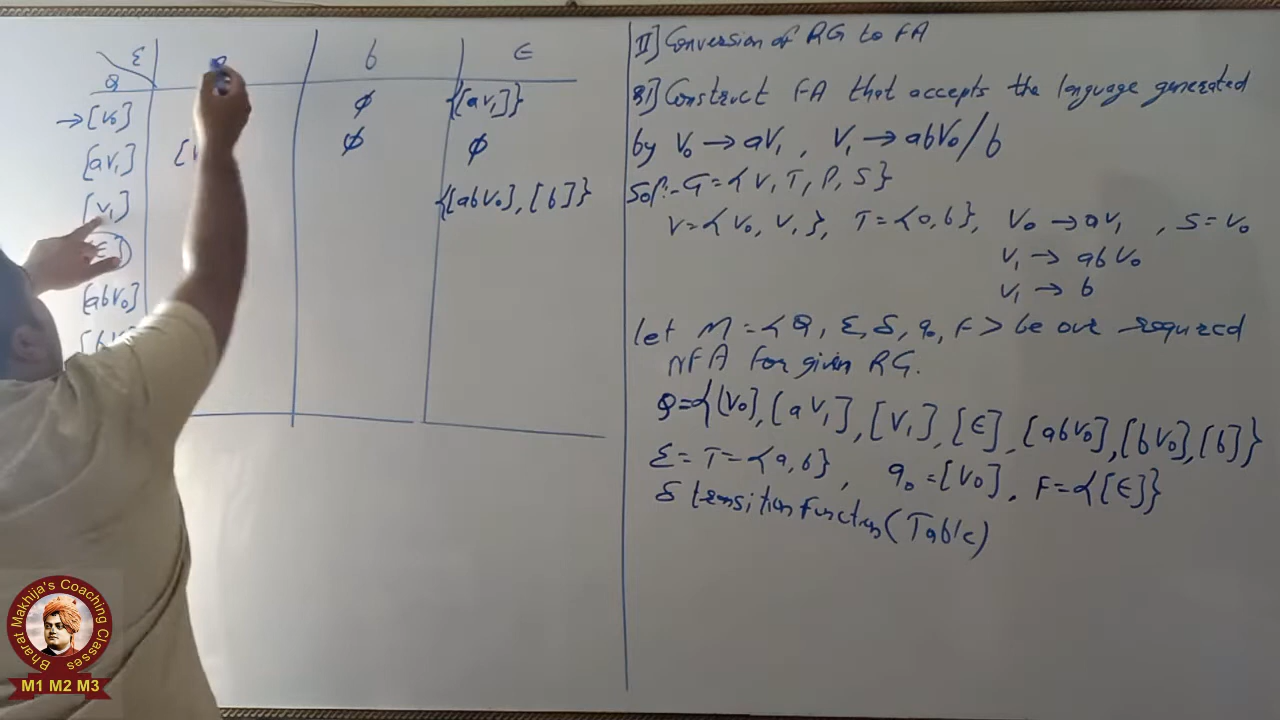 Σ a b ε
Q
→[V₀] φ {[aV₁]}
[aV₁] φ φ
[V₁] {[abV₀], [b]}
[abV₀]
II] Conversion of RG to FA
Q1] Construct FA that accepts the language generated
by V₀ → aV₁, V₁ → abV₀/b
Sol:- G = {V, T, P, S}
V = {V₀, V₁}, T = {a, b}, V₀ → aV₁, S = V₀
V₁ → abV₀
V₁ → b
let M = <Q, Σ, δ, q₀, F> be our required
NFA for given RG.
Q = {[V₀], [aV₁], [V₁], [ε], [abV₀], [bV₀], [b]}
Σ = T = {a, b}, q₀ = [V₀], F = {[ε]}
δ transition function (Table)
Bharat Makhija's Coaching Classes
M1 M2 M3